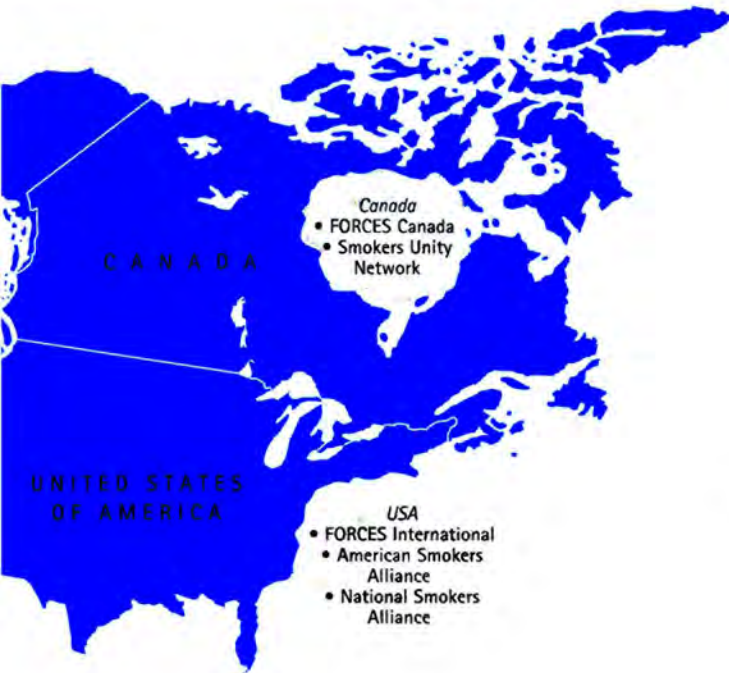 Canada
• FORCES Canada
• Smokers Unity
Network
CANADA
UNITED STATES
OF AMERICA
USA
• FORCES International
• American Smokers
Alliance
• National Smokers
Alliance